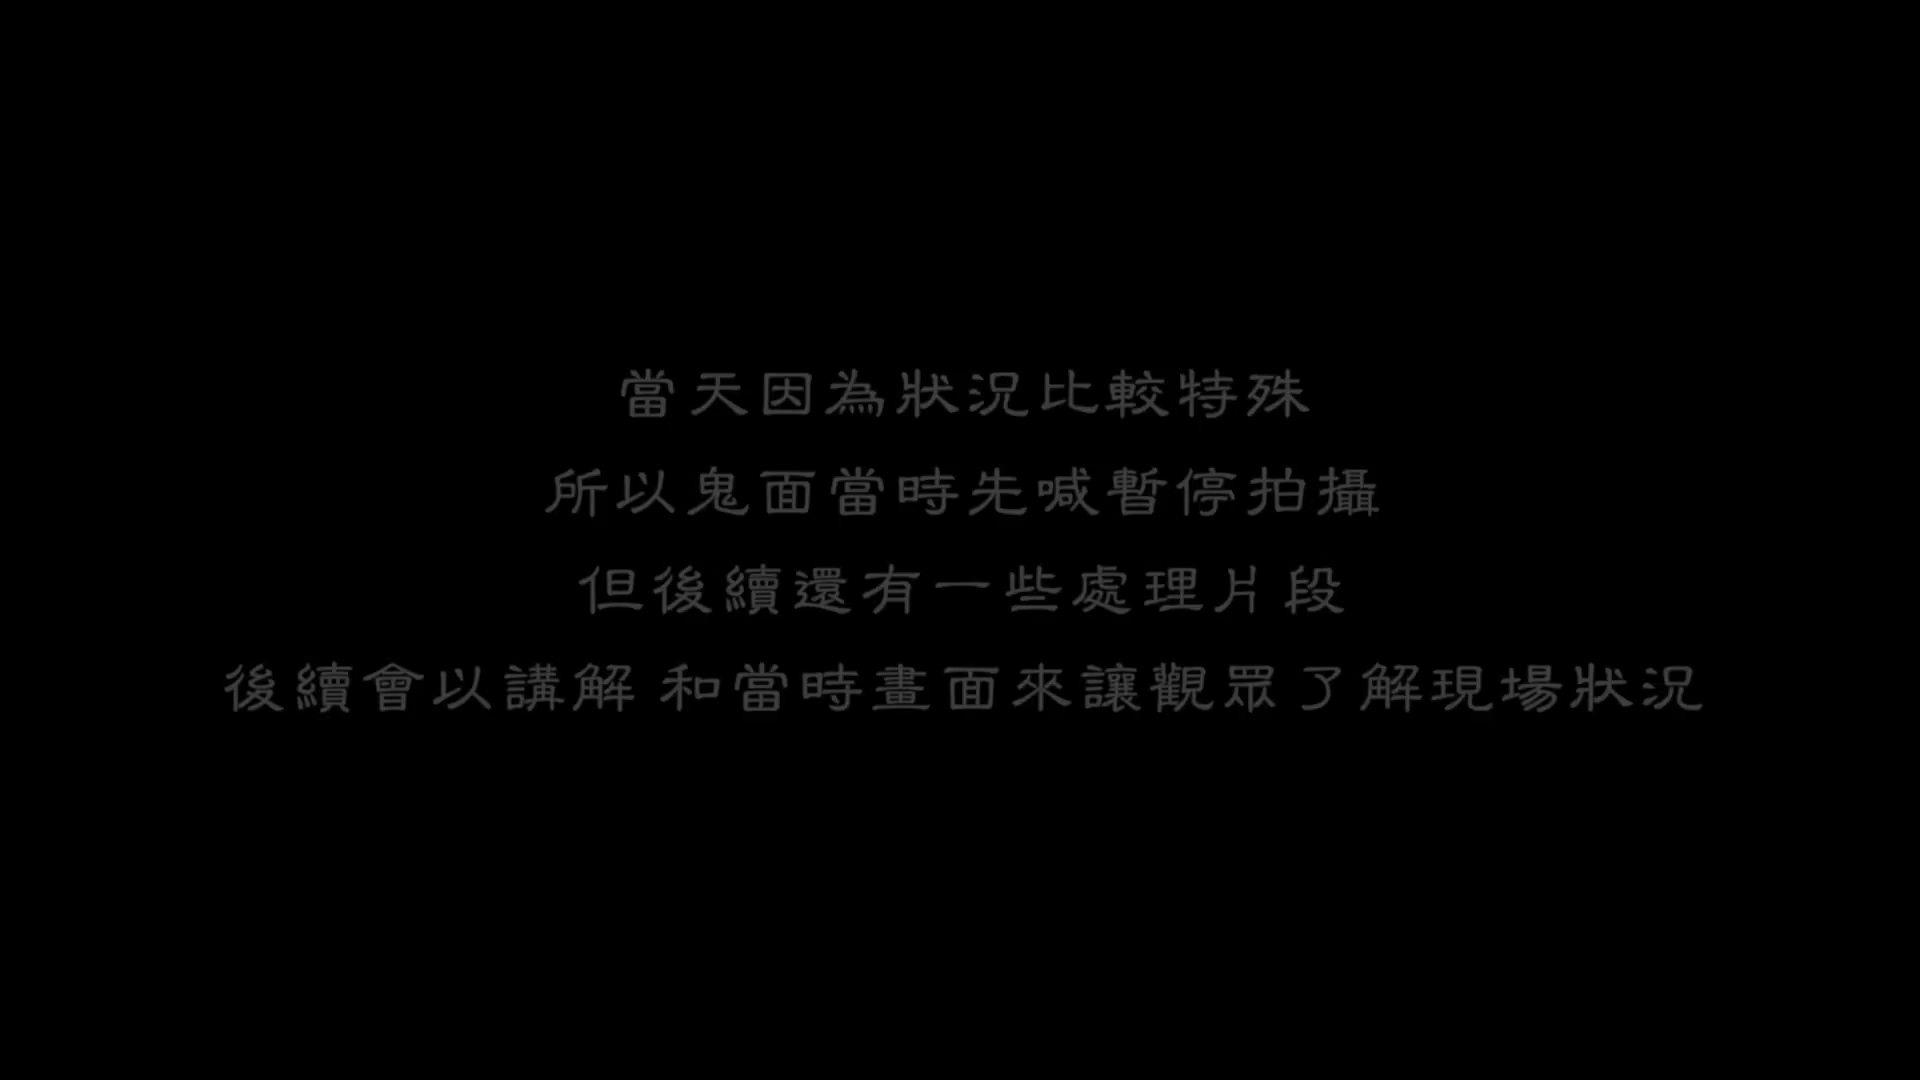 當天因為狀況比較特殊
所以鬼面當時先喊暫停拍攝
但後續還有一些處理片段
後續會以講解 和當時畫面來讓觀眾了解現場狀況